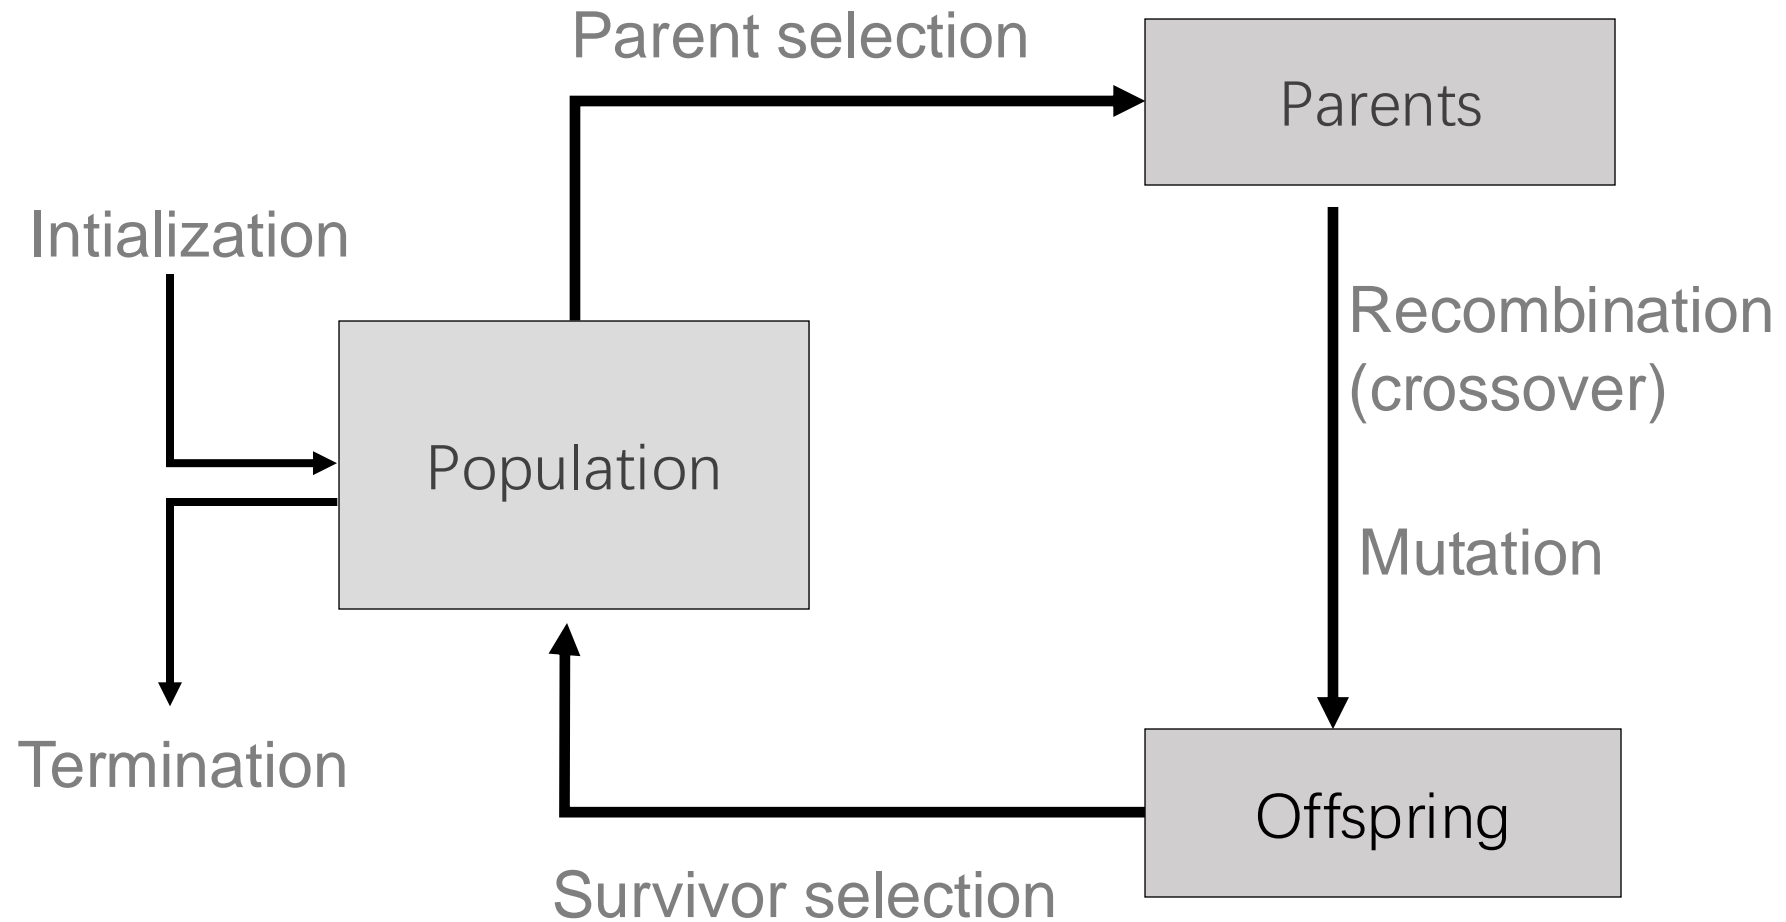 Parent selection
Parents
Intialization
Recombination
(crossover)
Population
Mutation
Termination
Offspring
Survivor selection